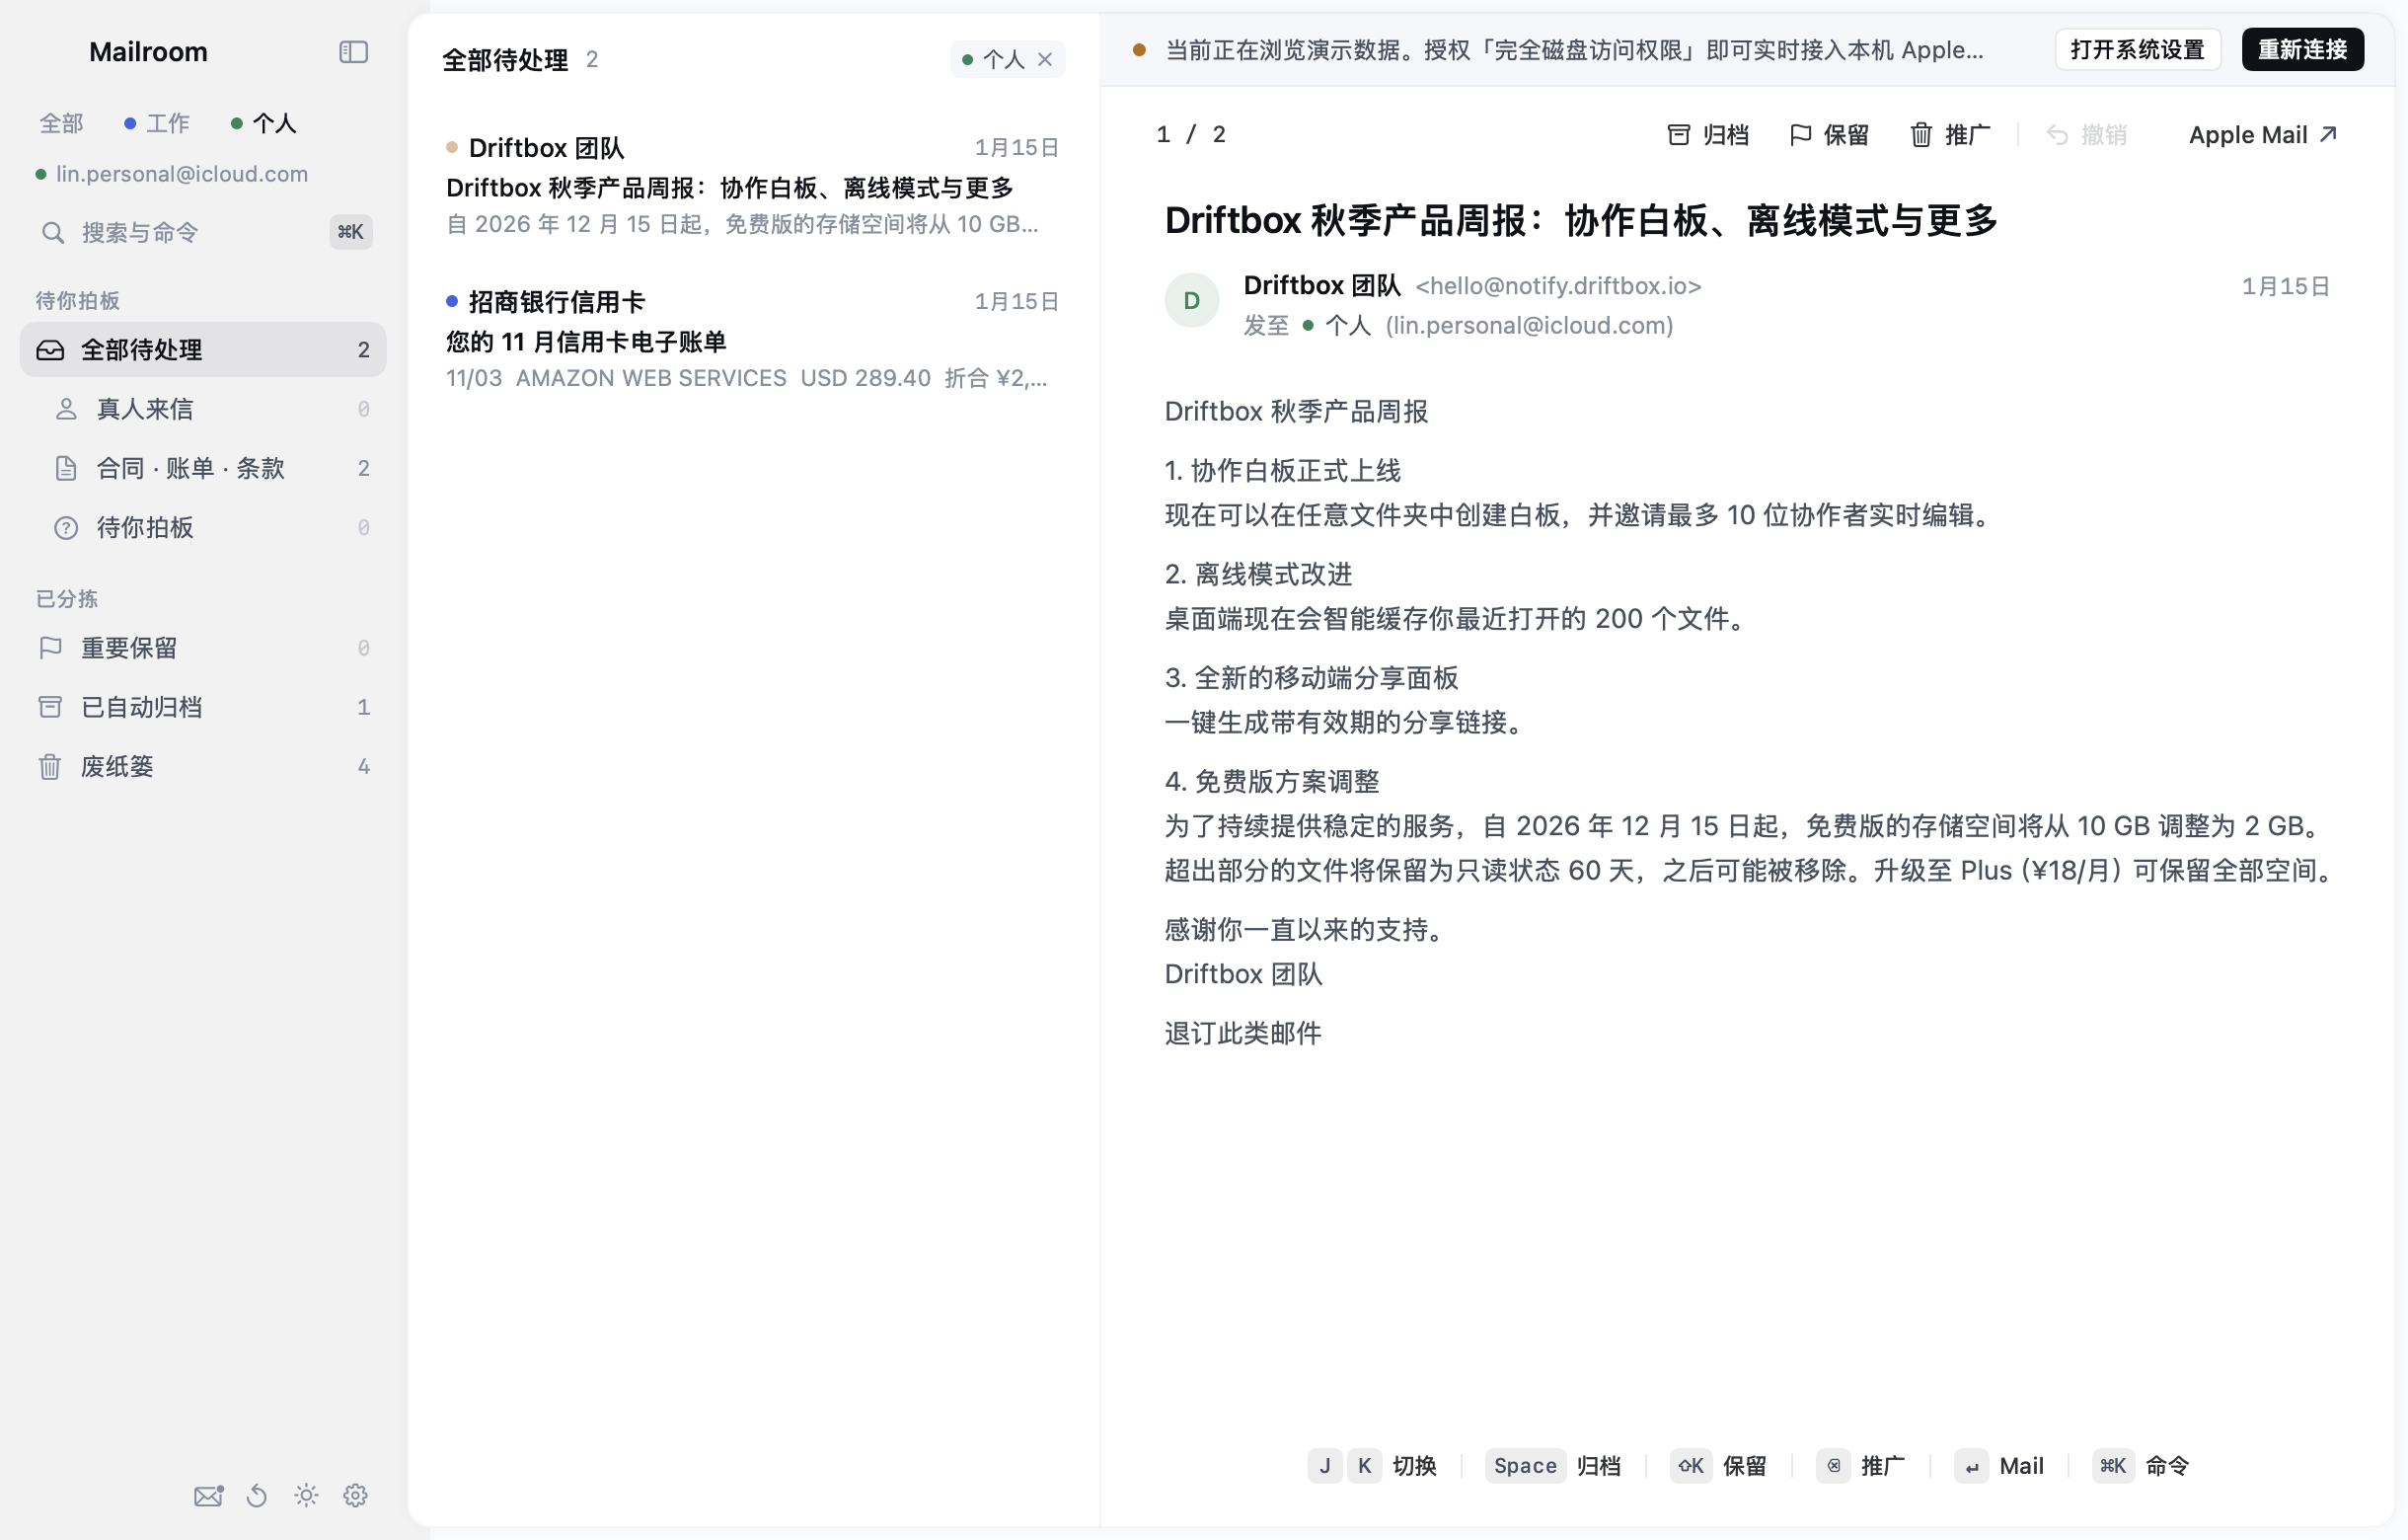 Mailroom
全部 工作 个人
lin.personal@icloud.com
搜索与命令 ⌘K
待你拍板
全部待处理 2
真人来信 0
合同 · 账单 · 条款 2
待你拍板 0
已分拣
重要保留 0
已自动归档 1
废纸篓 4
全部待处理 2 个人
Driftbox 团队 1月15日
Driftbox 秋季产品周报：协作白板、离线模式与更多
自 2026 年 12 月 15 日起，免费版的存储空间将从 10 GB...
招商银行信用卡 1月15日
您的 11 月信用卡电子账单
11/03 AMAZON WEB SERVICES USD 289.40 折合 ¥2,...
当前正在浏览演示数据。授权「完全磁盘访问权限」即可实时接入本机 Apple... 打开系统设置 重新连接
1 / 2 归档 保留 推广 撤销 Apple Mail
Driftbox 秋季产品周报：协作白板、离线模式与更多
D
Driftbox 团队 <hello@notify.driftbox.io> 1月15日
发至 个人 (lin.personal@icloud.com)
Driftbox 秋季产品周报
1. 协作白板正式上线
现在可以在任意文件夹中创建白板，并邀请最多 10 位协作者实时编辑。
2. 离线模式改进
桌面端现在会智能缓存你最近打开的 200 个文件。
3. 全新的移动端分享面板
一键生成带有效期的分享链接。
4. 免费版方案调整
为了持续提供稳定的服务，自 2026 年 12 月 15 日起，免费版的存储空间将从 10 GB 调整为 2 GB。
超出部分的文件将保留为只读状态 60 天，之后可能被移除。升级至 Plus (¥18/月) 可保留全部空间。
感谢你一直以来的支持。
Driftbox 团队
退订此类邮件
J K 切换 Space 归档 ⇧K 保留 ⌫ 推广 ↵ Mail ⌘K 命令